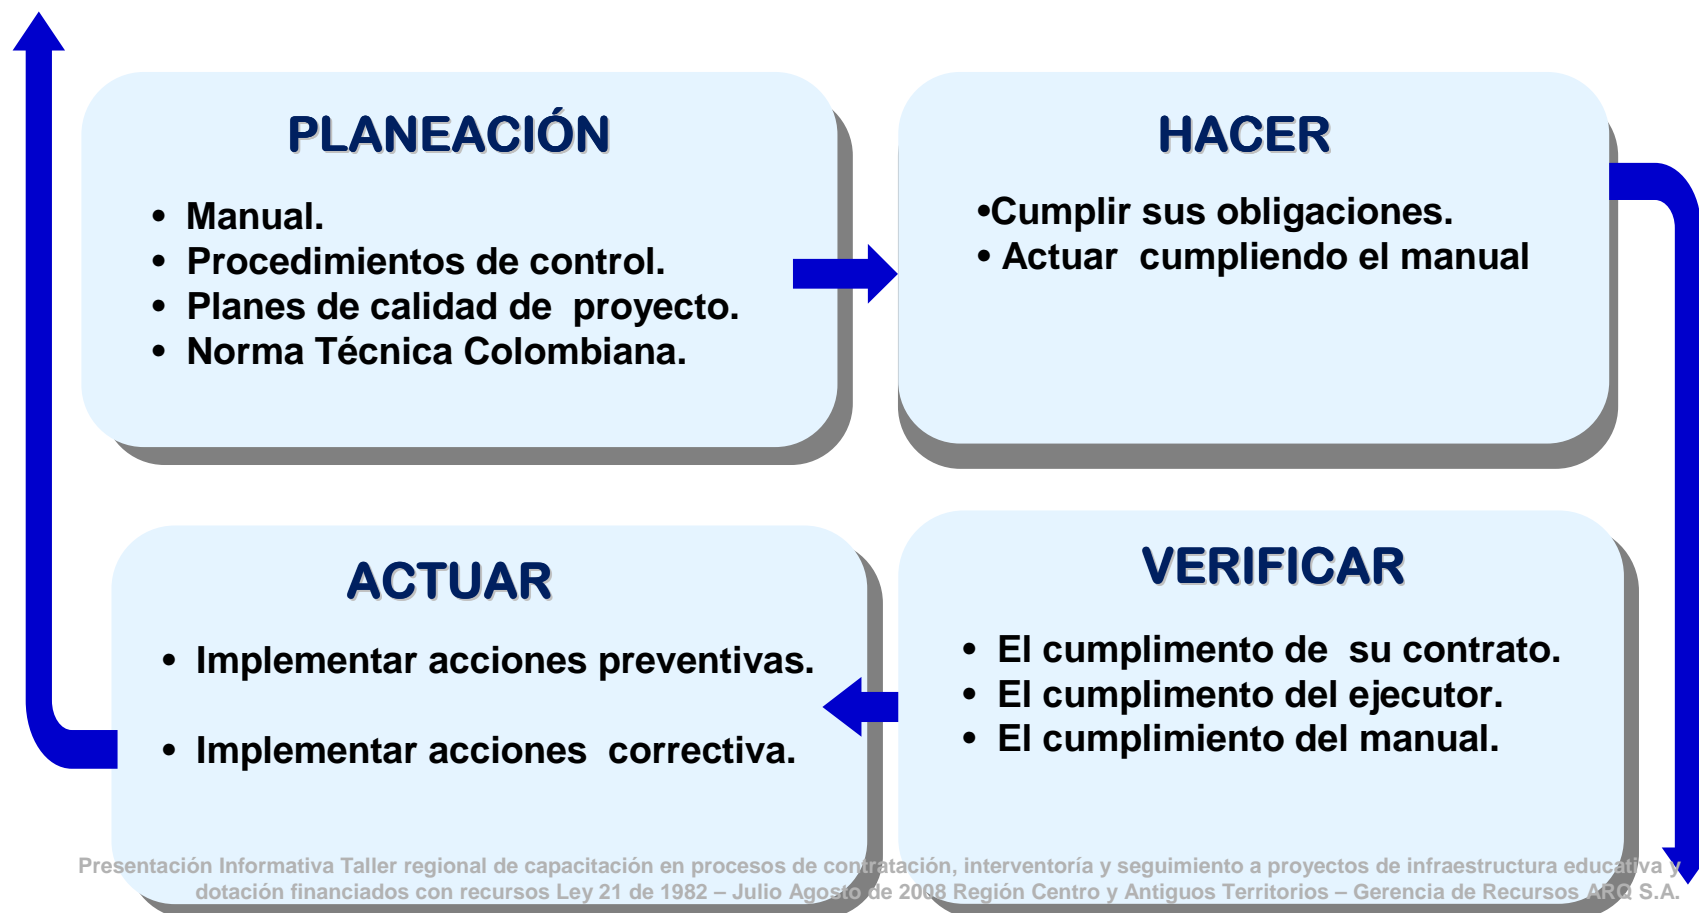 PLANEACIÓN
• Manual.
• Procedimientos de control.
• Planes de calidad de proyecto.
• Norma Técnica Colombiana.
HACER
•Cumplir sus obligaciones.
• Actuar cumpliendo el manual
VERIFICAR
• El cumplimento de su contrato.
• El cumplimento del ejecutor.
• El cumplimiento del manual.
ACTUAR
• Implementar acciones preventivas.
• Implementar acciones correctiva.
Presentación Informativa Taller regional de capacitación en procesos de contratación, interventoría y seguimiento a proyectos de infraestructura educativa y
dotación financiados con recursos Ley 21 de 1982 – Julio Agosto de 2008 Región Centro y Antiguos Territorios – Gerencia de Recursos ARQ S.A.